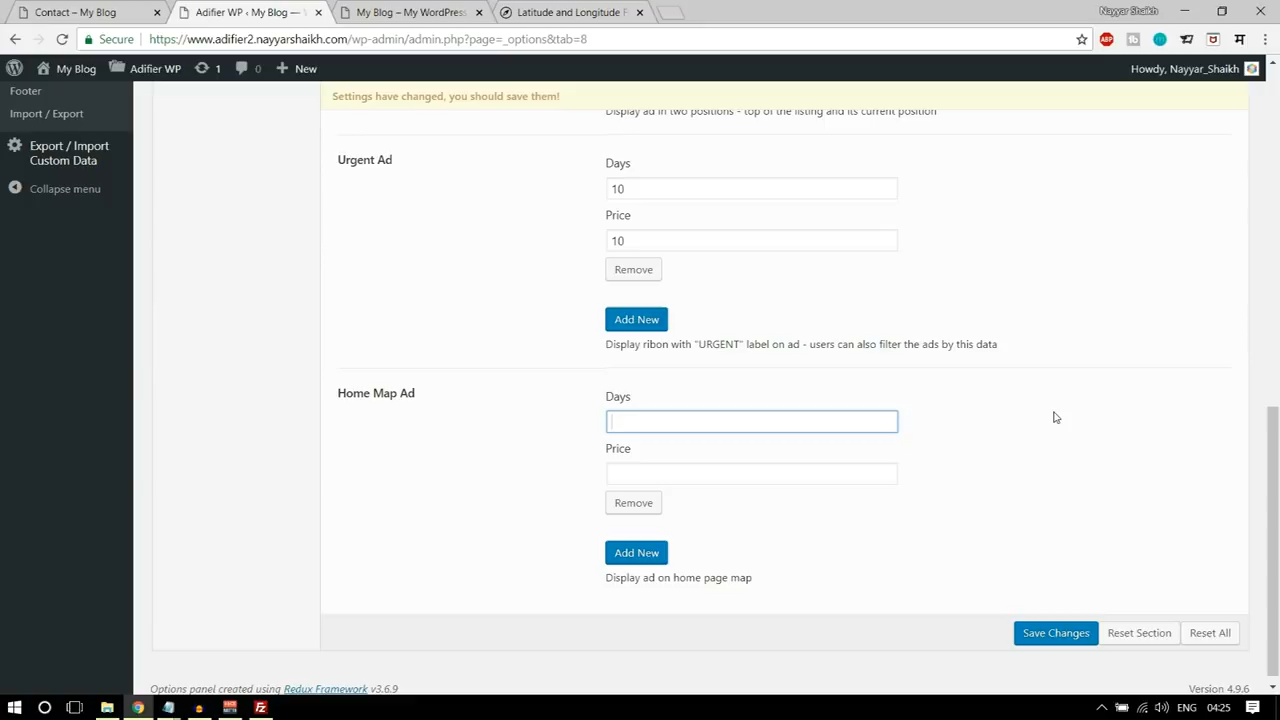 Contact – My Blog
Adifier WP ‹ My Blog —
My Blog – My WordPress
Latitude and Longitude F
Nayyar Shaikh
Secure
https://www.adifier2.nayyarshaikh.com/wp-admin/admin.php?page=_options&tab=8
ABP
My Blog
Adifier WP
1
0
New
Howdy, Nayyar_Shaikh
Footer
Import / Export
Export / Import
Custom Data
Collapse menu
Settings have changed, you should save them!
Display ad in two positions - top of the listing and its current position
Urgent Ad
Days
10
Price
10
Remove
Add New
Display ribon with "URGENT" label on ad - users can also filter the ads by this data
Home Map Ad
Days
Price
Remove
Add New
Display ad on home page map
Save Changes
Reset Section
Reset All
Options panel created using Redux Framework v3.6.9
Version 4.9.6
ENG
04:25